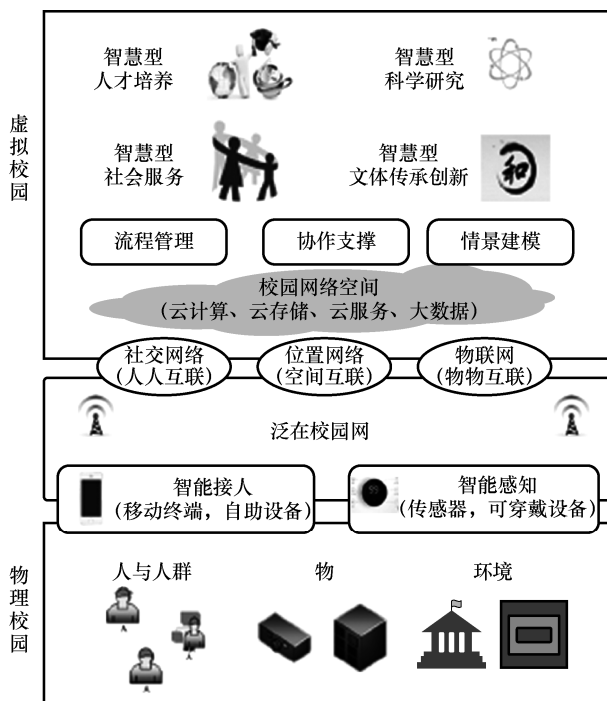 智慧型
人才培养
智慧型
科学研究
虚拟校园
智慧型
社会服务
智慧型
文体传承创新
和
流程管理
协作支撑
情景建模
校园网络空间
(云计算、云存储、云服务、大数据)
社交网络
(人人互联)
位置网络
(空间互联)
物联网
(物物互联)
泛在校园网
智能接人
(移动终端，自助设备)
智能感知
(传感器，可穿戴设备)
物理校园
人与人群
物
环境